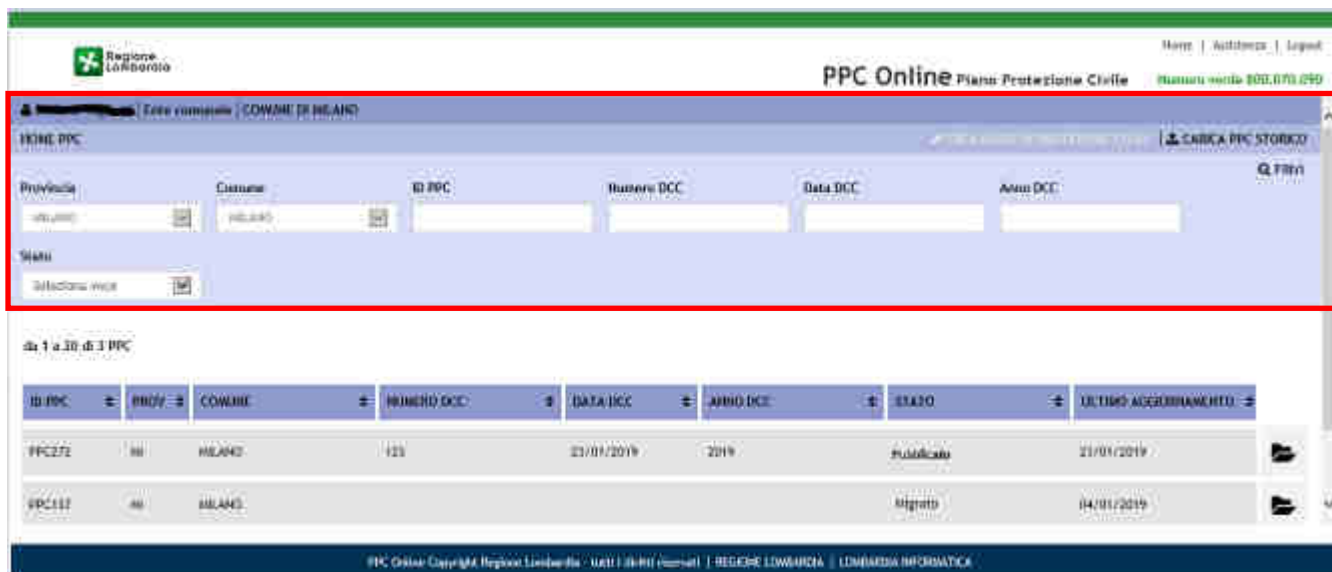 Home | Assistenza | Logout
Regione
Lombardia
PPC Online Piano Protezione Civile
Numero verde 800.070.090
Ente comunale | COMUNE DI MILANO
HOME PPC
CARICA PPC STORICO
Filtri
Provincia Comune ID PPC Numero DCC Data DCC Anno DCC
MILANO MILANO
Stato
Seleziona voce
da 1 a 20 di 3 PPC
ID PPC PROV COMUNE NUMERO DCC DATA DCC ANNO DCC STATO ULTIMO AGGIORNAMENTO
PPC272 MI MILANO 123 23/01/2019 2019 Pubblicato 23/01/2019
PPC137 MI MILANO Migrato 04/01/2019
PPC Online Copyright Regione Lombardia - tutti i diritti riservati | REGIONE LOMBARDIA | LOMBARDIA INFORMATICA